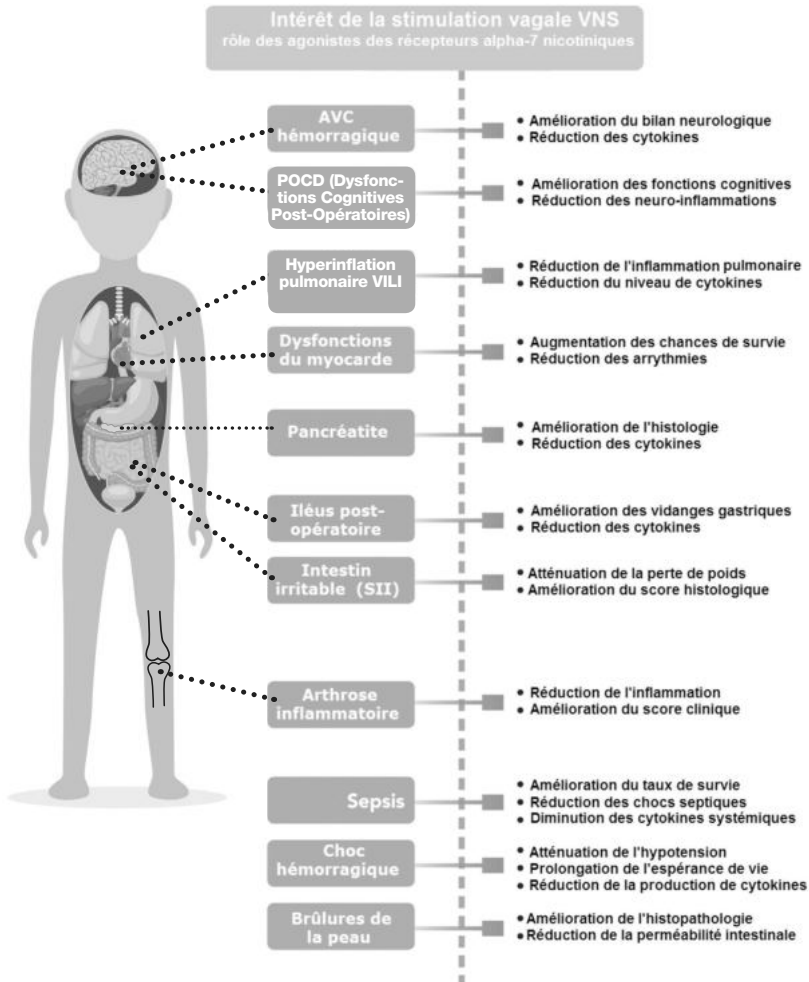 Intérêt de la stimulation vagale VNS
rôle des agonistes des récepteurs alpha-7 nicotiniques
AVC
hémorragique
• Amélioration du bilan neurologique
• Réduction des cytokines
POCD (Dysfonc-
tions Cognitives
Post-Opératoires)
• Amélioration des fonctions cognitives
• Réduction des neuro-inflammations
Hyperinflation
pulmonaire VILI
• Réduction de l'inflammation pulmonaire
• Réduction du niveau de cytokines
Dysfonctions
du myocarde
• Augmentation des chances de survie
• Réduction des arrythmies
Pancréatite
• Amélioration de l'histologie
• Réduction des cytokines
Iléus post-
opératoire
• Amélioration des vidanges gastriques
• Réduction des cytokines
Intestin
irritable (SII)
• Atténuation de la perte de poids
• Amélioration du score histologique
Arthrose
inflammatoire
• Réduction de l'inflammation
• Amélioration du score clinique
Sepsis
• Amélioration du taux de survie
• Réduction des chocs septiques
• Diminution des cytokines systémiques
Choc
hémorragique
• Atténuation de l'hypotension
• Prolongation de l'espérance de vie
• Réduction de la production de cytokines
Brûlures de
la peau
• Amélioration de l'histopathologie
• Réduction de la perméabilité intestinale